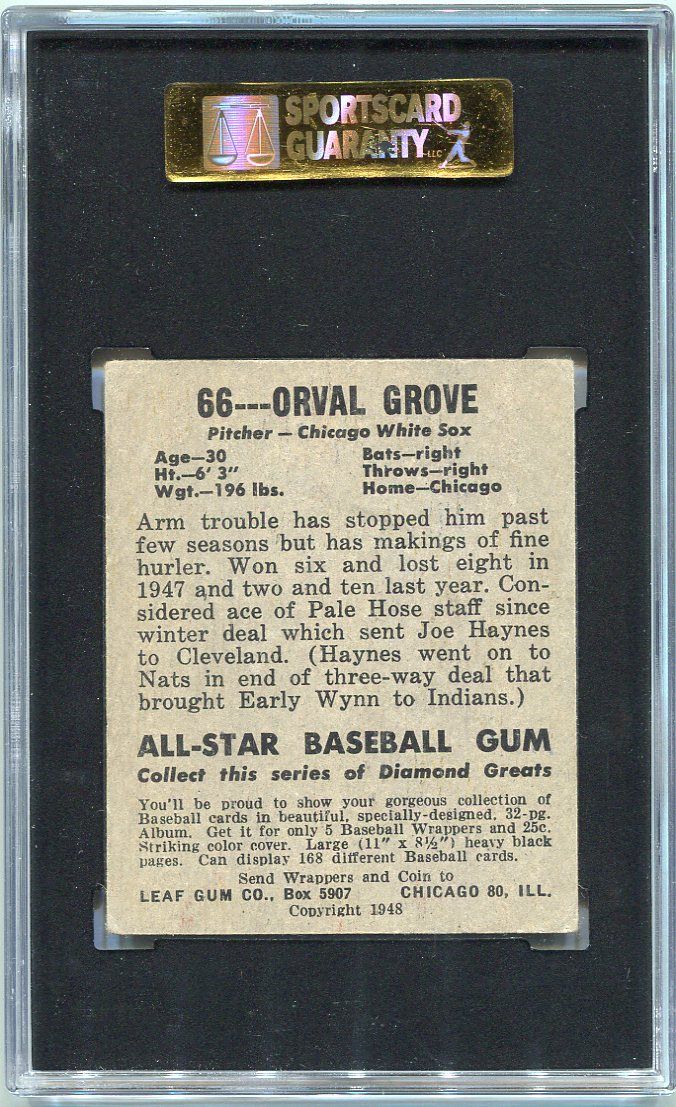 SPORTSCARD
GUARANTY LLC
66---ORVAL GROVE
Pitcher — Chicago White Sox
Age—30 Bats—right
Ht.—6' 3" Throws—right
Wgt.—196 lbs. Home—Chicago
Arm trouble has stopped him past
few seasons but has makings of fine
hurler. Won six and lost eight in
1947 and two and ten last year. Con-
sidered ace of Pale Hose staff since
winter deal which sent Joe Haynes
to Cleveland. (Haynes went on to
Nats in end of three-way deal that
brought Early Wynn to Indians.)
ALL-STAR BASEBALL GUM
Collect this series of Diamond Greats
You'll be proud to show your gorgeous collection of
Baseball cards in beautiful, specially-designed, 32-pg.
Album. Get it for only 5 Baseball Wrappers and 25c.
Striking color cover. Large (11" x 8½") heavy black
pages. Can display 168 different Baseball cards.
Send Wrappers and Coin to
LEAF GUM CO., Box 5907 CHICAGO 80, ILL.
Copyright 1948